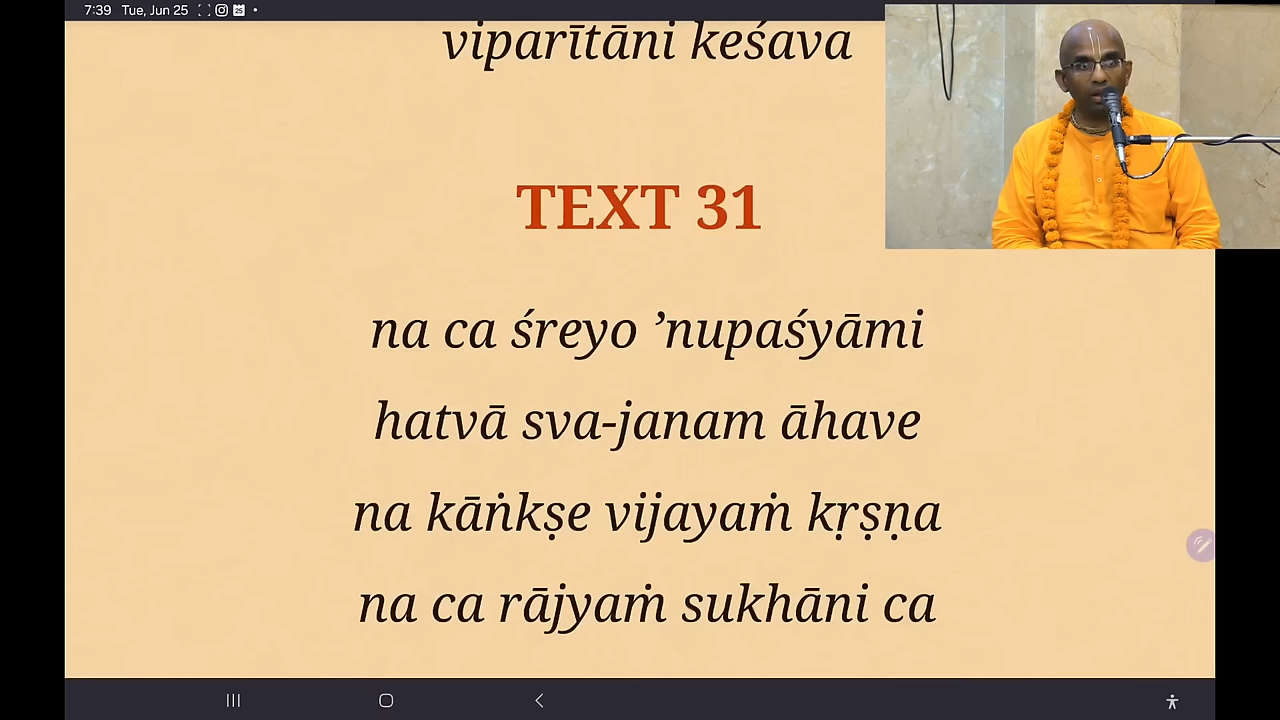 7:39 Tue, Jun 25
25
viparītāni keśava
TEXT 31
na ca śreyo ’nupaśyāmi
hatvā sva-janam āhave
na kāṅkṣe vijayaṁ kṛṣṇa
na ca rājyaṁ sukhāni ca